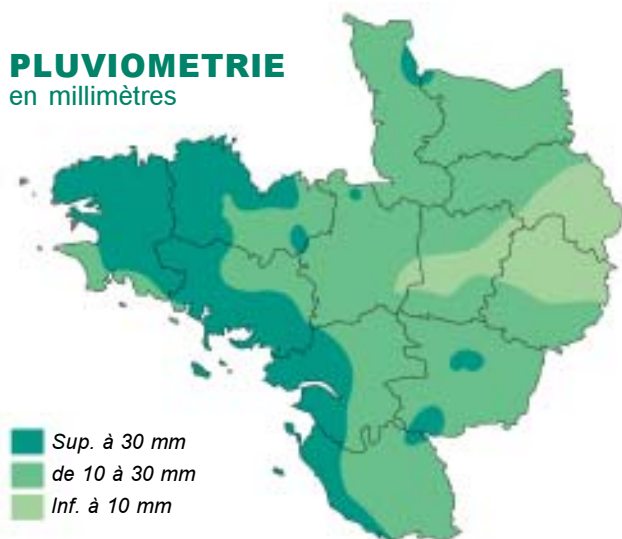 PLUVIOMETRIE
en millimètres
Sup. à 30 mm
de 10 à 30 mm
Inf. à 10 mm